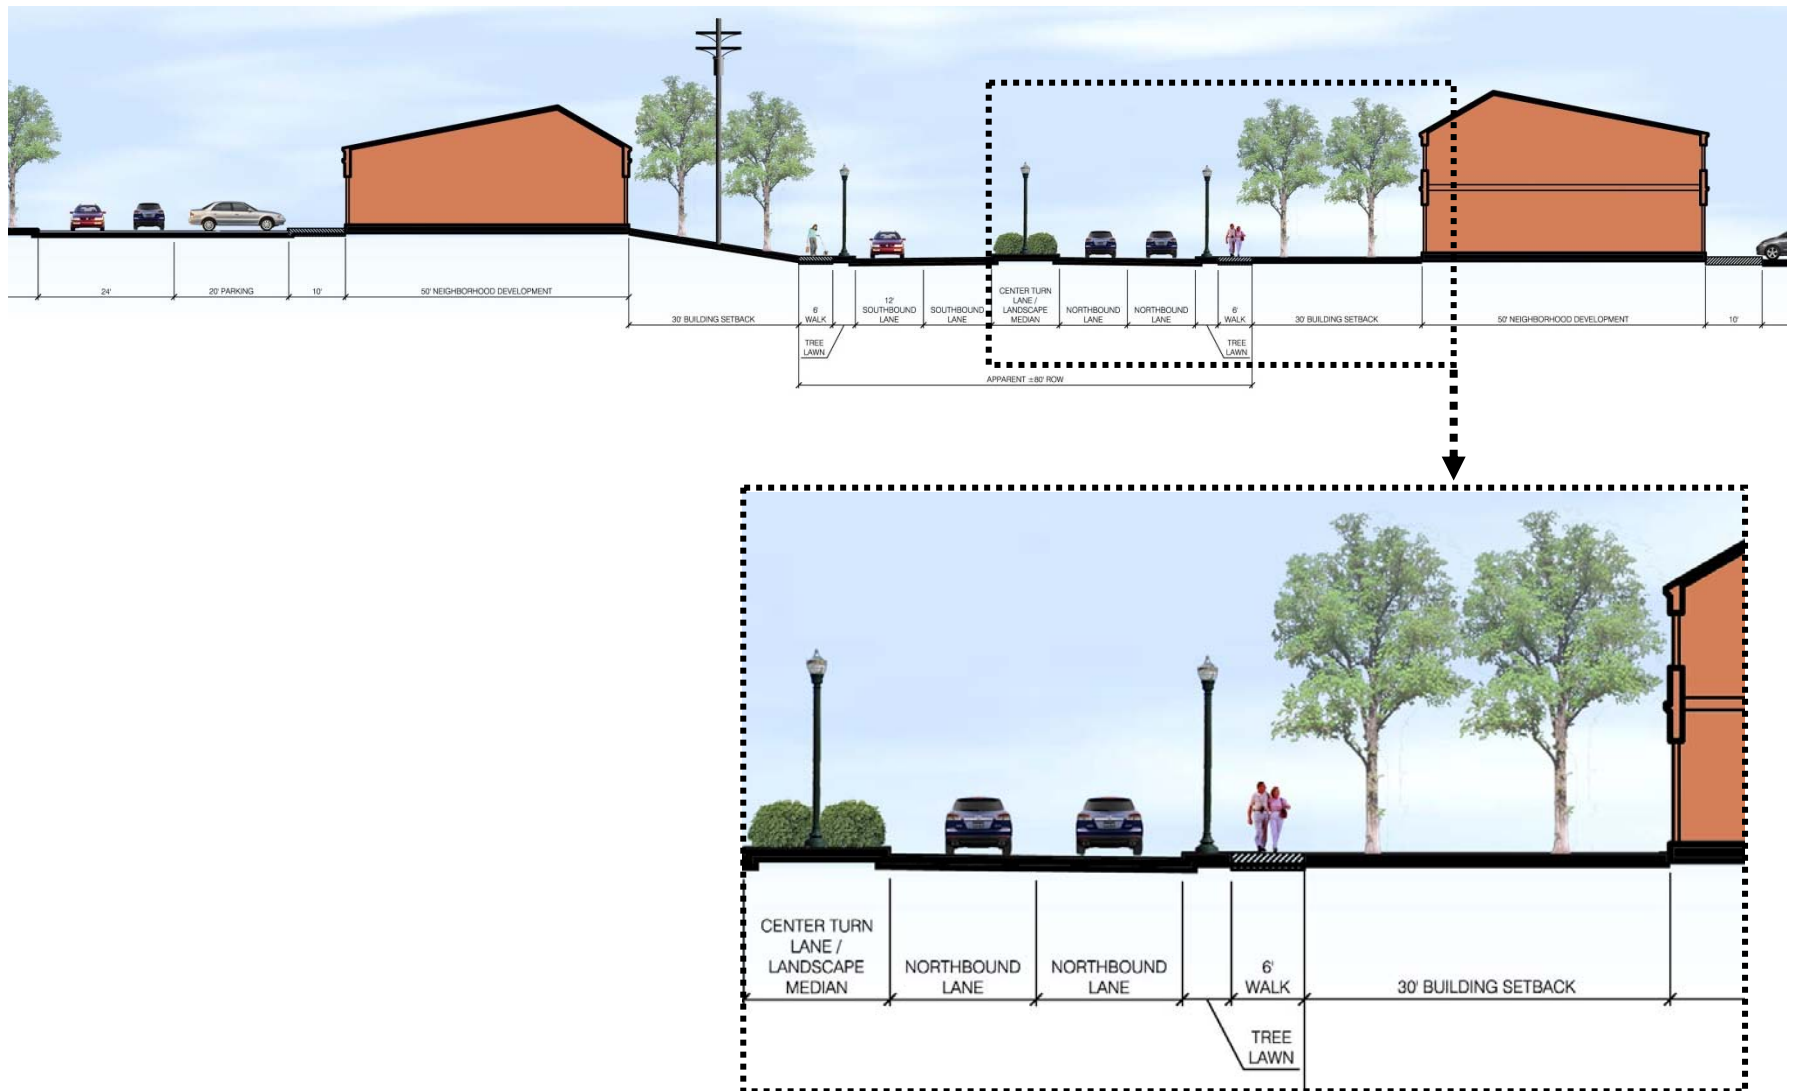 24'
20' PARKING
10'
50' NEIGHBORHOOD DEVELOPMENT
30' BUILDING SETBACK
6'
WALK
TREE
LAWN
12'
SOUTHBOUND
LANE
SOUTHBOUND
LANE
CENTER TURN
LANE /
LANDSCAPE
MEDIAN
NORTHBOUND
LANE
NORTHBOUND
LANE
6'
WALK
TREE
LAWN
30' BUILDING SETBACK
50' NEIGHBORHOOD DEVELOPMENT
10'
APPARENT ±80' ROW
CENTER TURN
LANE /
LANDSCAPE
MEDIAN
NORTHBOUND
LANE
NORTHBOUND
LANE
6'
WALK
TREE
LAWN
30' BUILDING SETBACK